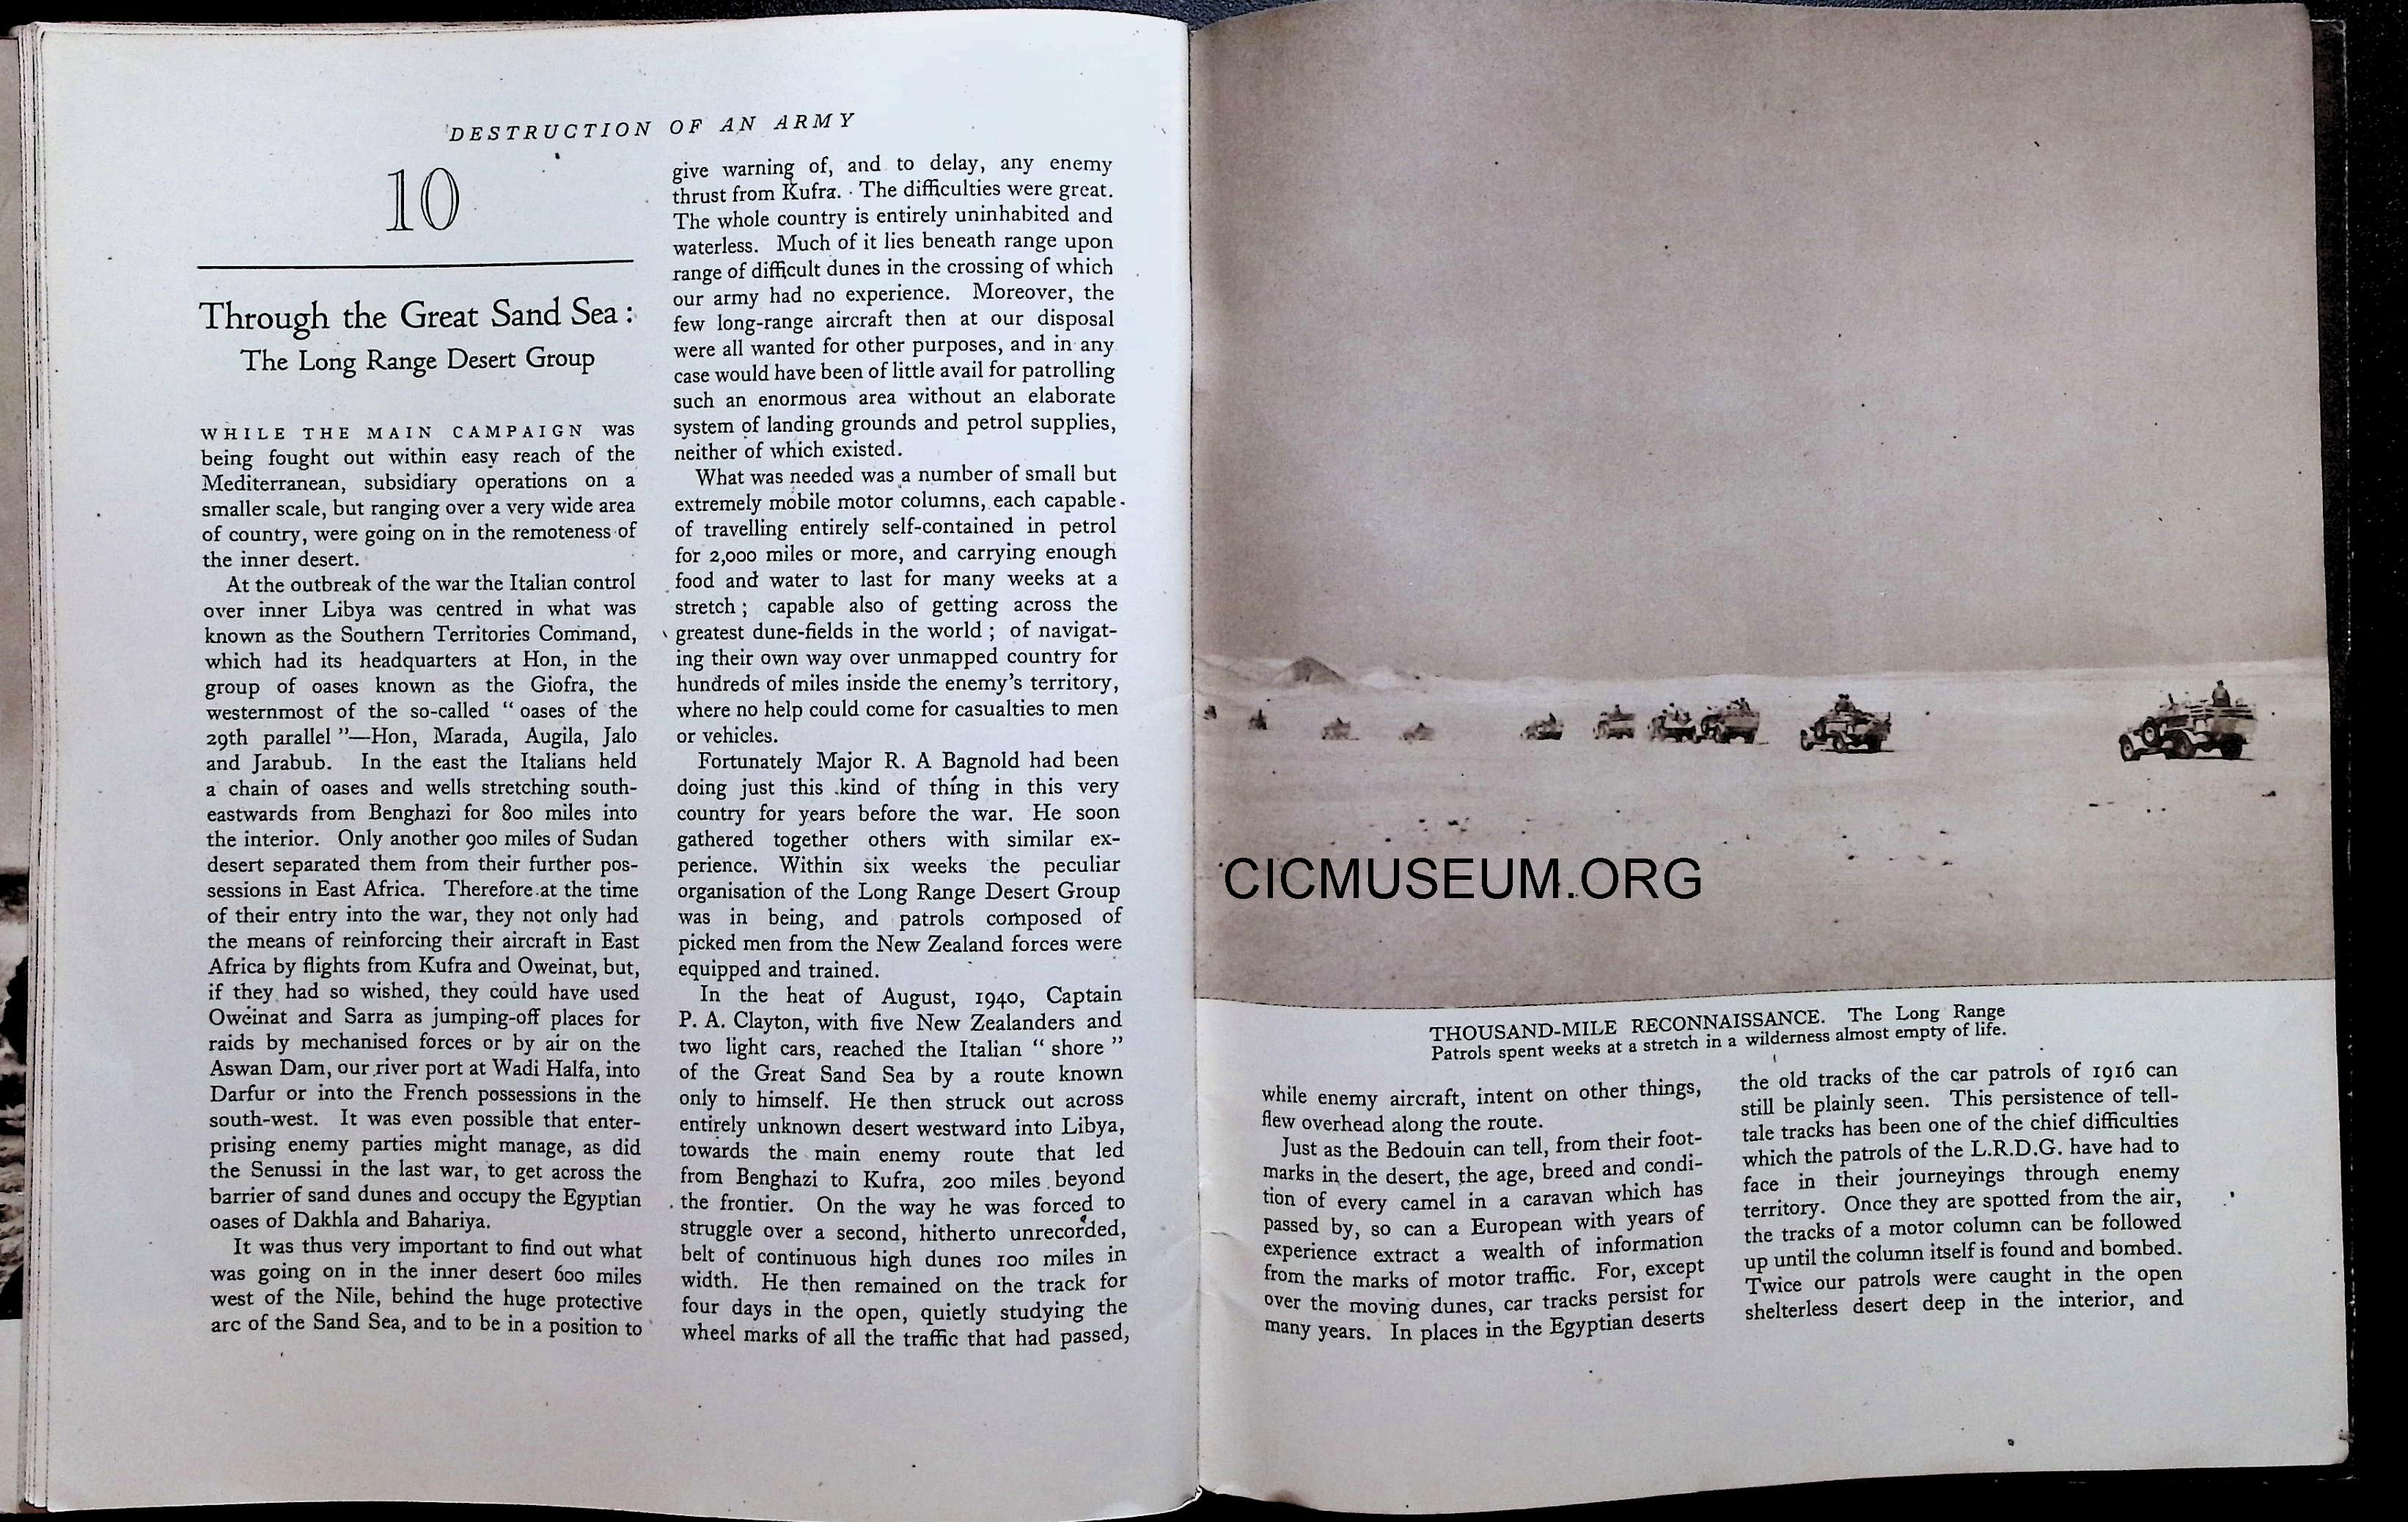 DESTRUCTION OF AN ARMY
10
Through the Great Sand Sea :
The Long Range Desert Group
WHILE THE MAIN CAMPAIGN was
being fought out within easy reach of the
Mediterranean, subsidiary operations on a
smaller scale, but ranging over a very wide area
of country, were going on in the remoteness of
the inner desert.
At the outbreak of the war the Italian control
over inner Libya was centred in what was
known as the Southern Territories Command,
which had its headquarters at Hon, in the
group of oases known as the Giofra, the
westernmost of the so-called “ oases of the
29th parallel ”—Hon, Marada, Augila, Jalo
and Jarabub. In the east the Italians held
a chain of oases and wells stretching south-
eastwards from Benghazi for 800 miles into
the interior. Only another 900 miles of Sudan
desert separated them from their further pos-
sessions in East Africa. Therefore at the time
of their entry into the war, they not only had
the means of reinforcing their aircraft in East
Africa by flights from Kufra and Oweinat, but,
if they had so wished, they could have used
Oweinat and Sarra as jumping-off places for
raids by mechanised forces or by air on the
Aswan Dam, our river port at Wadi Halfa, into
Darfur or into the French possessions in the
south-west. It was even possible that enter-
prising enemy parties might manage, as did
the Senussi in the last war, to get across the
barrier of sand dunes and occupy the Egyptian
oases of Dakhla and Bahariya.
It was thus very important to find out what
was going on in the inner desert 600 miles
west of the Nile, behind the huge protective
arc of the Sand Sea, and to be in a position to
give warning of, and to delay, any enemy
thrust from Kufra. The difficulties were great.
The whole country is entirely uninhabited and
waterless. Much of it lies beneath range upon
range of difficult dunes in the crossing of which
our army had no experience. Moreover, the
few long-range aircraft then at our disposal
were all wanted for other purposes, and in any
case would have been of little avail for patrolling
such an enormous area without an elaborate
system of landing grounds and petrol supplies,
neither of which existed.
What was needed was a number of small but
extremely mobile motor columns, each capable
of travelling entirely self-contained in petrol
for 2,000 miles or more, and carrying enough
food and water to last for many weeks at a
stretch ; capable also of getting across the
greatest dune-fields in the world ; of navigat-
ing their own way over unmapped country for
hundreds of miles inside the enemy’s territory,
where no help could come for casualties to men
or vehicles.
Fortunately Major R. A Bagnold had been
doing just this kind of thing in this very
country for years before the war. He soon
gathered together others with similar ex-
perience. Within six weeks the peculiar
organisation of the Long Range Desert Group
was in being, and patrols composed of
picked men from the New Zealand forces were
equipped and trained.
In the heat of August, 1940, Captain
P. A. Clayton, with five New Zealanders and
two light cars, reached the Italian “ shore ”
of the Great Sand Sea by a route known
only to himself. He then struck out across
entirely unknown desert westward into Libya,
towards the main enemy route that led
from Benghazi to Kufra, 200 miles beyond
the frontier. On the way he was forced to
struggle over a second, hitherto unrecorded,
belt of continuous high dunes 100 miles in
width. He then remained on the track for
four days in the open, quietly studying the
wheel marks of all the traffic that had passed,
CICMUSEUM.ORG
THOUSAND-MILE RECONNAISSANCE. The Long Range
Patrols spent weeks at a stretch in a wilderness almost empty of life.
while enemy aircraft, intent on other things,
flew overhead along the route.
Just as the Bedouin can tell, from their foot-
marks in the desert, the age, breed and condi-
tion of every camel in a caravan which has
passed by, so can a European with years of
experience extract a wealth of information
from the marks of motor traffic. For, except
over the moving dunes, car tracks persist for
many years. In places in the Egyptian deserts
the old tracks of the car patrols of 1916 can
still be plainly seen. This persistence of tell-
tale tracks has been one of the chief difficulties
which the patrols of the L.R.D.G. have had to
face in their journeyings through enemy
territory. Once they are spotted from the air,
the tracks of a motor column can be followed
up until the column itself is found and bombed.
Twice our patrols were caught in the open
shelterless desert deep in the interior, and